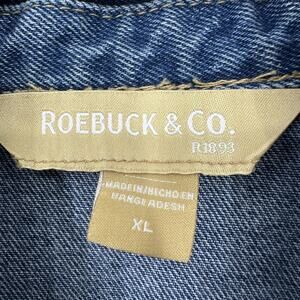 ROEBUCK & CO.
R1893
MADE IN/HECHO EN
BANGLADESH
XL